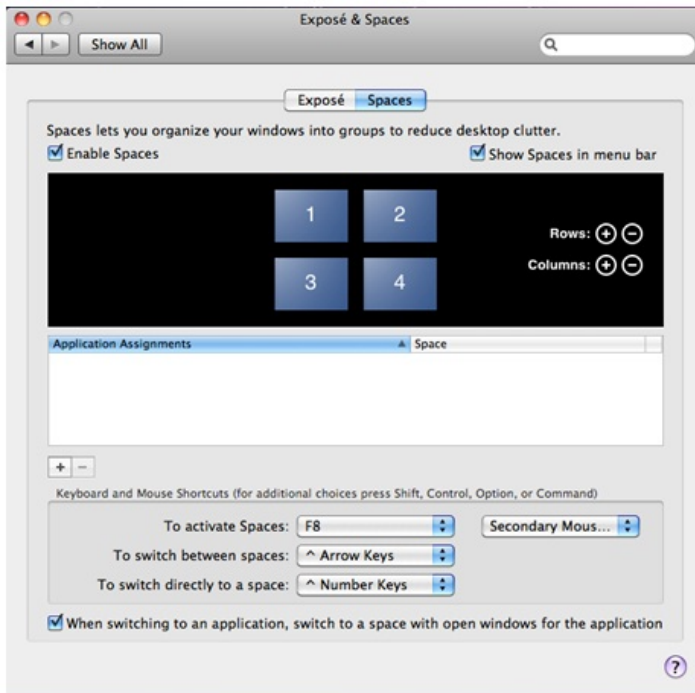 Exposé & Spaces
Show All
Exposé Spaces
Spaces lets you organize your windows into groups to reduce desktop clutter.
Enable Spaces Show Spaces in menu bar
1 2
Rows:
Columns:
3 4
Application Assignments Space
Keyboard and Mouse Shortcuts (for additional choices press Shift, Control, Option, or Command)
To activate Spaces: F8 Secondary Mous...
To switch between spaces: ^ Arrow Keys
To switch directly to a space: ^ Number Keys
When switching to an application, switch to a space with open windows for the application
?